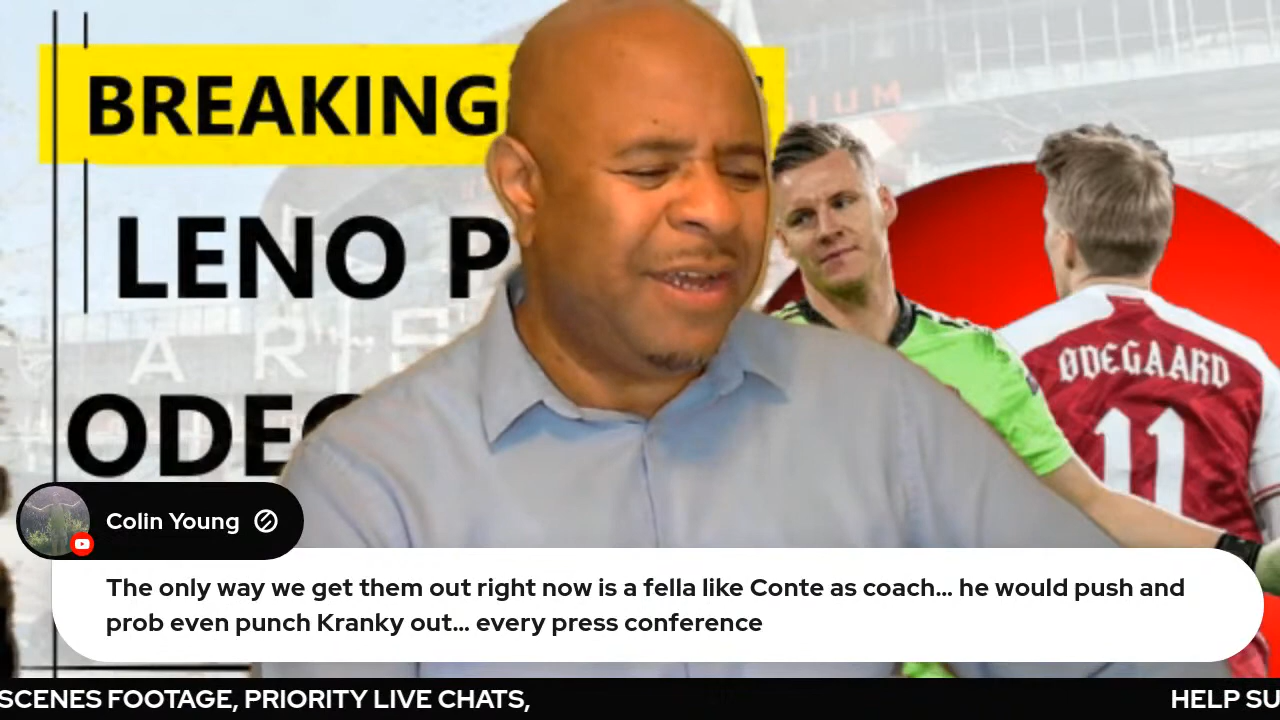 BREAKING
LENO P
ODEG
ØDEGAARD
11
Colin Young
The only way we get them out right now is a fella like Conte as coach... he would push and
prob even punch Kranky out... every press conference
SCENES FOOTAGE, PRIORITY LIVE CHATS,
HELP SU